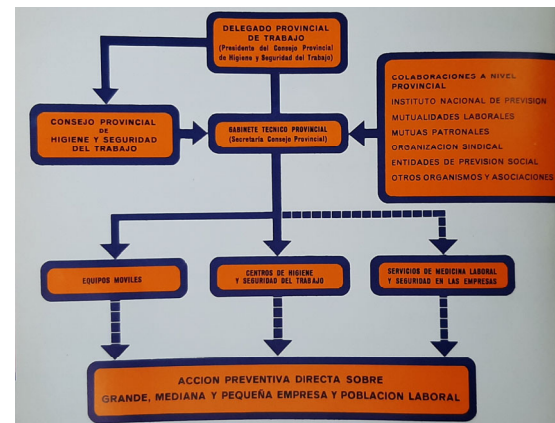 DELEGADO PROVINCIAL
DE TRABAJO
(Presidente del Consejo Provincial
de Higiene y Seguridad del Trabajo)
COLABORACIONES A NIVEL
PROVINCIAL
INSTITUTO NACIONAL DE PREVISION
MUTUALIDADES LABORALES
MUTUAS PATRONALES
ORGANIZACION SINDICAL
ENTIDADES DE PREVISION SOCIAL
OTROS ORGANISMOS Y ASOCIACIONES
CONSEJO PROVINCIAL
DE
HIGIENE Y SEGURIDAD
DEL TRABAJO
GABINETE TECNICO PROVINCIAL
(Secretaría Consejo Provincial)
EQUIPOS MOVILES
CENTROS DE HIGIENE
Y SEGURIDAD DEL TRABAJO
SERVICIOS DE MEDICINA LABORAL
Y SEGURIDAD EN LAS EMPRESAS
ACCION PREVENTIVA DIRECTA SOBRE
GRANDE, MEDIANA Y PEQUEÑA EMPRESA Y POBLACION LABORAL